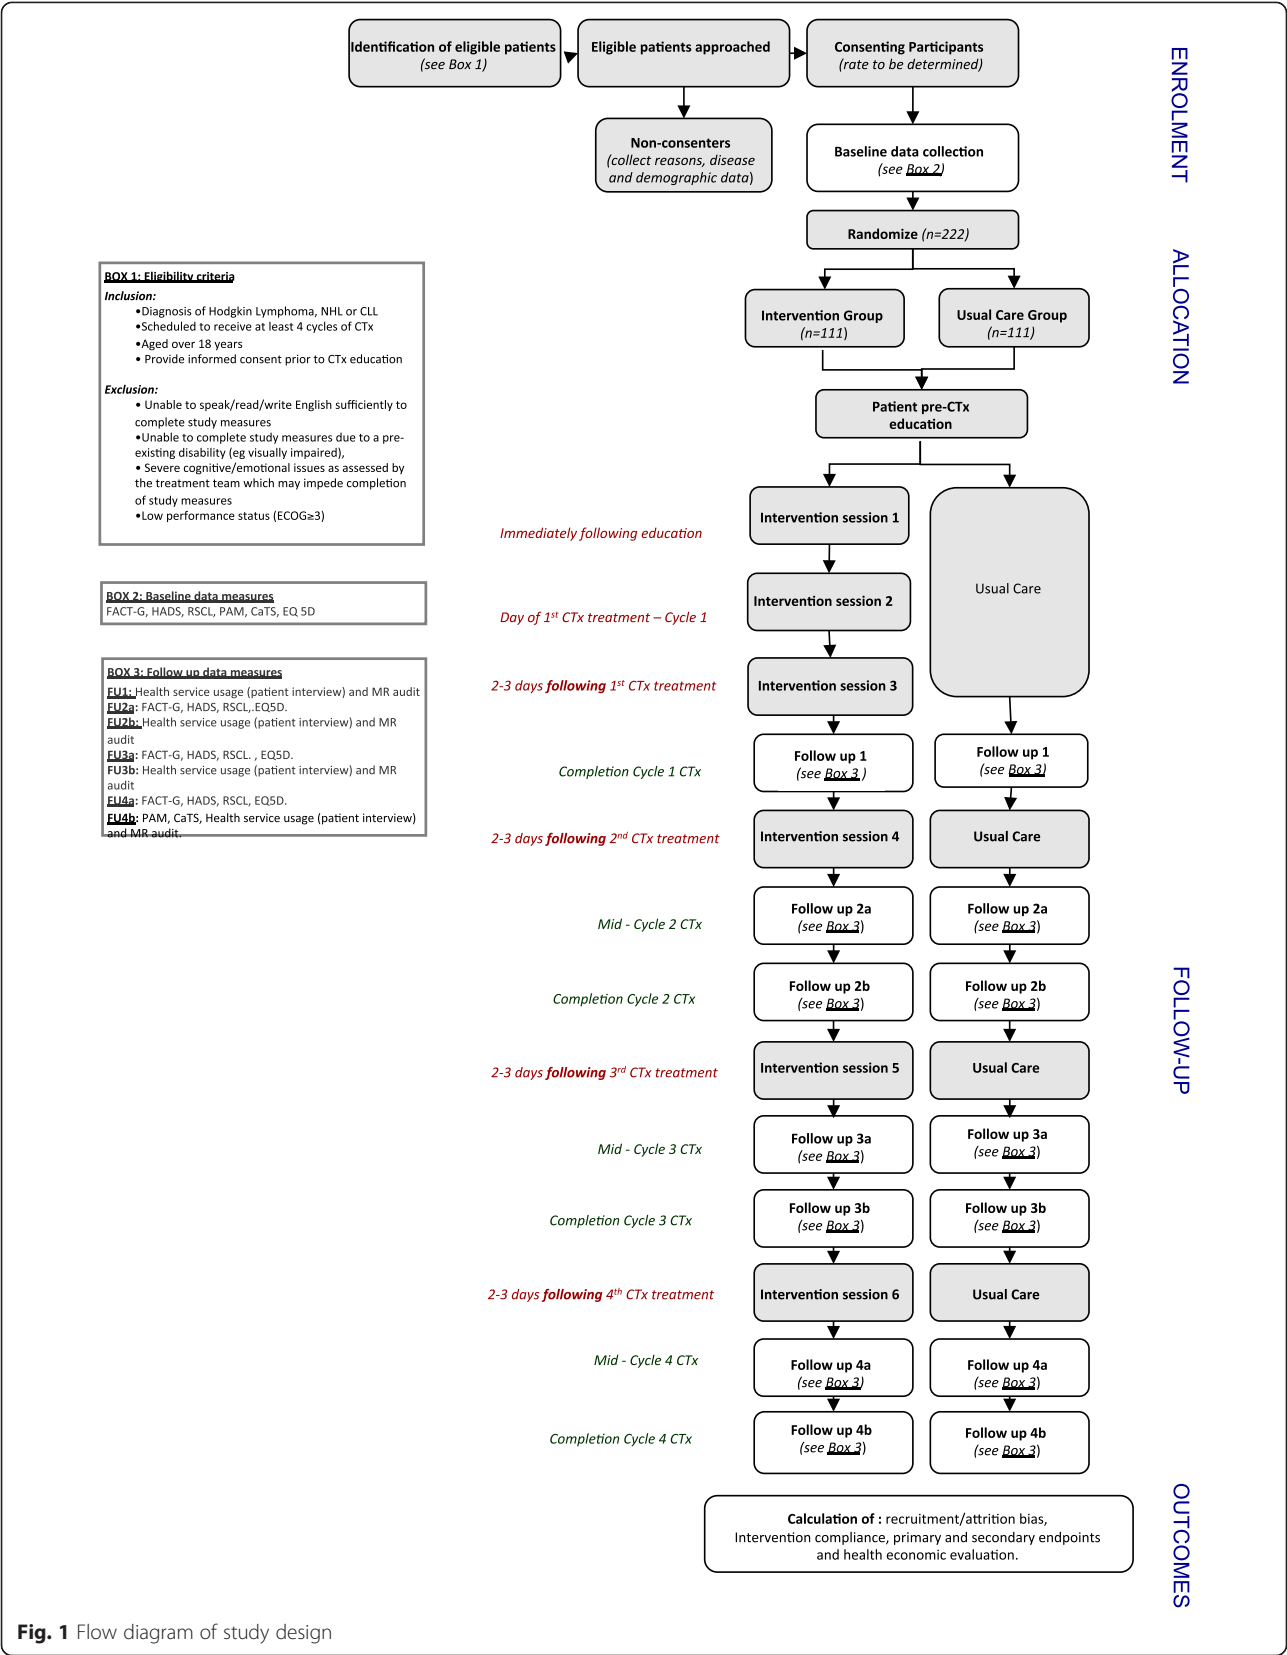 Identification of eligible patients
(see Box 1)
Eligible patients approached
Consenting Participants
(rate to be determined)
ENROLMENT
Non-consenters
(collect reasons, disease
and demographic data)
Baseline data collection
(see Box 2)
Randomize (n=222)
ALLOCATION
Intervention Group
(n=111)
Usual Care Group
(n=111)
Patient pre-CTx
education
BOX 1: Eligibility criteria
Inclusion:
•Diagnosis of Hodgkin Lymphoma, NHL or CLL
•Scheduled to receive at least 4 cycles of CTx
•Aged over 18 years
• Provide informed consent prior to CTx education
Exclusion:
• Unable to speak/read/write English sufficiently to
complete study measures
•Unable to complete study measures due to a pre-
existing disability (eg visually impaired),
• Severe cognitive/emotional issues as assessed by
the treatment team which may impede completion
of study measures
•Low performance status (ECOG≥3)
BOX 2: Baseline data measures
FACT-G, HADS, RSCL, PAM, CaTS, EQ 5D
BOX 3: Follow up data measures
FU1: Health service usage (patient interview) and MR audit
FU2a: FACT-G, HADS, RSCL,.EQ5D.
FU2b: Health service usage (patient interview) and MR
audit
FU3a: FACT-G, HADS, RSCL. , EQ5D.
FU3b: Health service usage (patient interview) and MR
audit
FU4a: FACT-G, HADS, RSCL, EQ5D.
FU4b: PAM, CaTS, Health service usage (patient interview)
and MR audit.
Immediately following education
Intervention session 1
Usual Care
Day of 1st CTx treatment – Cycle 1
Intervention session 2
2-3 days following 1st CTx treatment
Intervention session 3
Completion Cycle 1 CTx
Follow up 1
(see Box 3 )
Follow up 1
(see Box 3)
2-3 days following 2nd CTx treatment
Intervention session 4
Usual Care
Mid - Cycle 2 CTx
Follow up 2a
(see Box 3)
Follow up 2a
(see Box 3)
Completion Cycle 2 CTx
Follow up 2b
(see Box 3)
Follow up 2b
(see Box 3)
FOLLOW-UP
2-3 days following 3rd CTx treatment
Intervention session 5
Usual Care
Mid - Cycle 3 CTx
Follow up 3a
(see Box 3)
Follow up 3a
(see Box 3)
Completion Cycle 3 CTx
Follow up 3b
(see Box 3)
Follow up 3b
(see Box 3)
2-3 days following 4th CTx treatment
Intervention session 6
Usual Care
Mid - Cycle 4 CTx
Follow up 4a
(see Box 3)
Follow up 4a
(see Box 3)
Completion Cycle 4 CTx
Follow up 4b
(see Box 3)
Follow up 4b
(see Box 3)
OUTCOMES
Calculation of : recruitment/attrition bias,
Intervention compliance, primary and secondary endpoints
and health economic evaluation.
Fig. 1 Flow diagram of study design